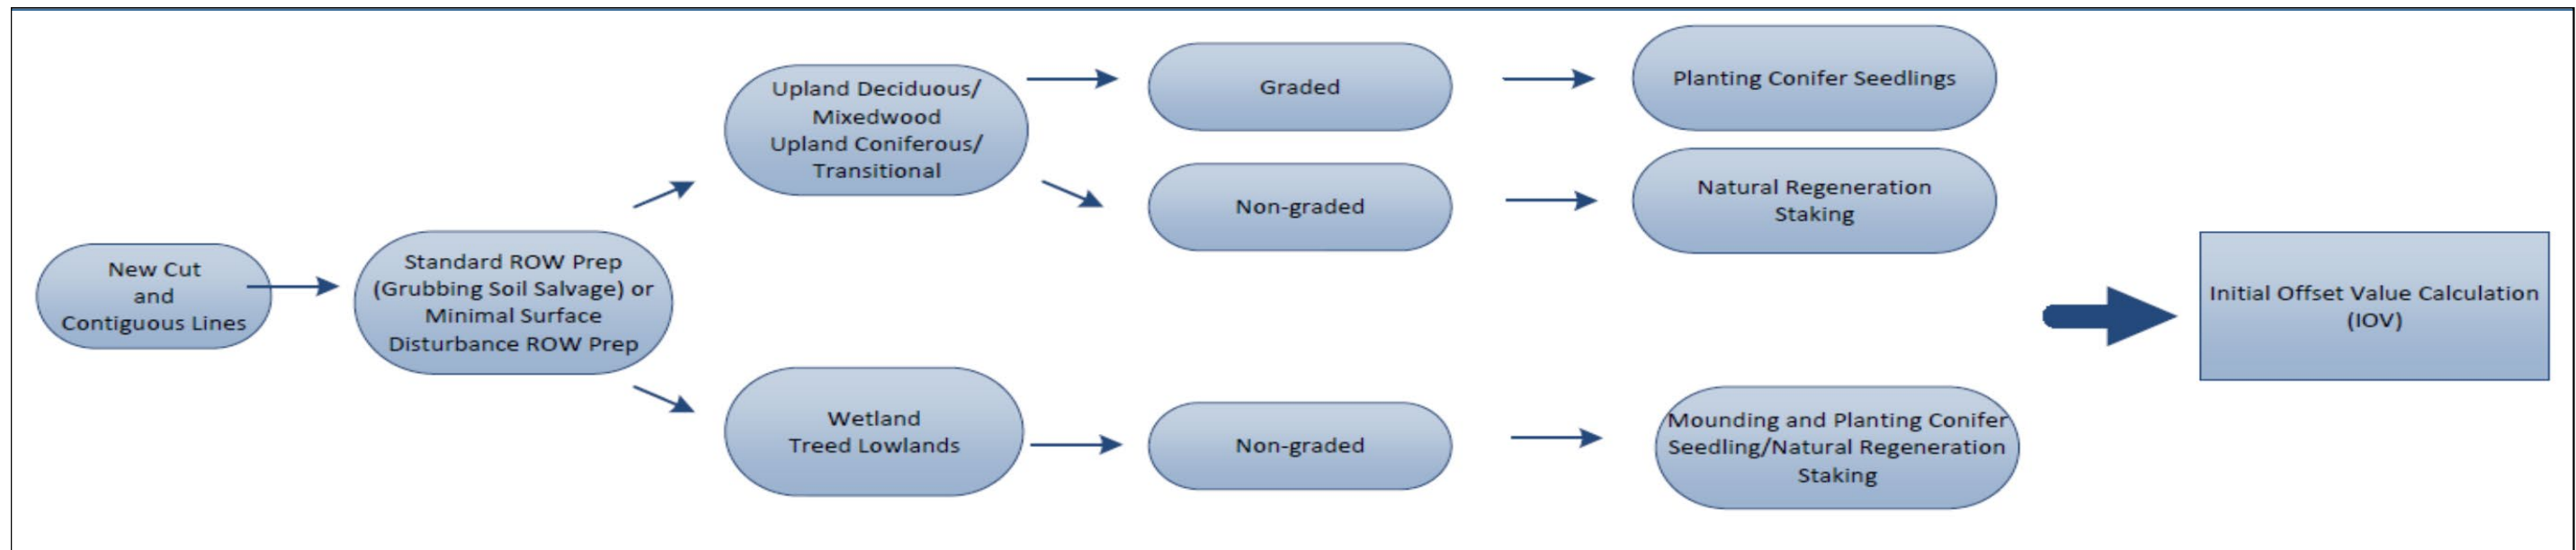 New Cut
and
Contiguous Lines
Standard ROW Prep
(Grubbing Soil Salvage) or
Minimal Surface
Disturbance ROW Prep
Upland Deciduous/
Mixedwood
Upland Coniferous/
Transitional
Graded
Planting Conifer Seedlings
Non-graded
Natural Regeneration
Staking
Wetland
Treed Lowlands
Non-graded
Mounding and Planting Conifer
Seedling/Natural Regeneration
Staking
Initial Offset Value Calculation
(IOV)